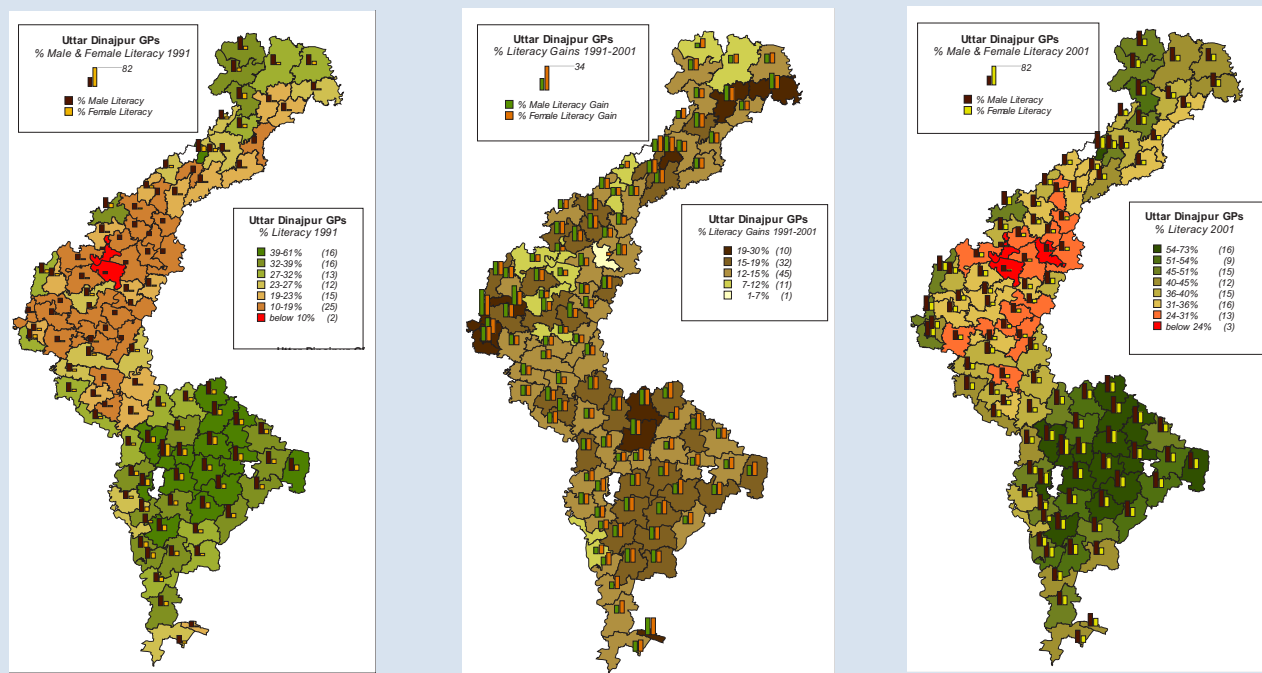 Uttar Dinajpur GPs
% Male & Female Literacy 1991
82
% Male Literacy
% Female Literacy
Uttar Dinajpur GPs
% Literacy 1991
39-61% (16)
32-39% (16)
27-32% (13)
23-27% (12)
19-23% (15)
10-19% (25)
below 10% (2)
Uttar Dinajpur GPs
% Literacy Gains 1991-2001
34
% Male Literacy Gain
% Female Literacy Gain
Uttar Dinajpur GPs
% Literacy Gains 1991-2001
19-30% (10)
15-19% (32)
12-15% (45)
7-12% (11)
1-7% (1)
Uttar Dinajpur GPs
% Male & Female Literacy 2001
82
% Male Literacy
% Female Literacy
Uttar Dinajpur GPs
% Literacy 2001
54-73% (16)
51-54% (9)
45-51% (15)
40-45% (12)
36-40% (15)
31-36% (16)
24-31% (13)
below 24% (3)